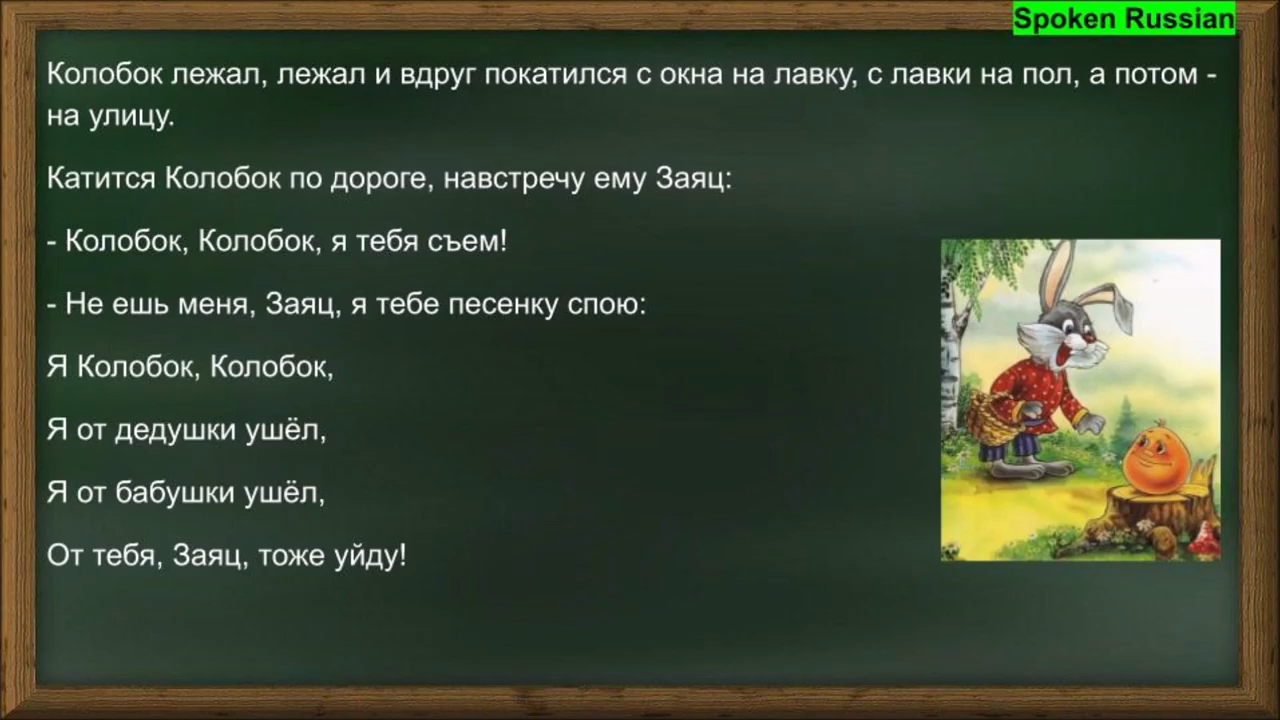 Spoken Russian
Колобок лежал, лежал и вдруг покатился с окна на лавку, с лавки на пол, а потом -
на улицу.
Катится Колобок по дороге, навстречу ему Заяц:
- Колобок, Колобок, я тебя съем!
- Не ешь меня, Заяц, я тебе песенку спою:
Я Колобок, Колобок,
Я от дедушки ушёл,
Я от бабушки ушёл,
От тебя, Заяц, тоже уйду!